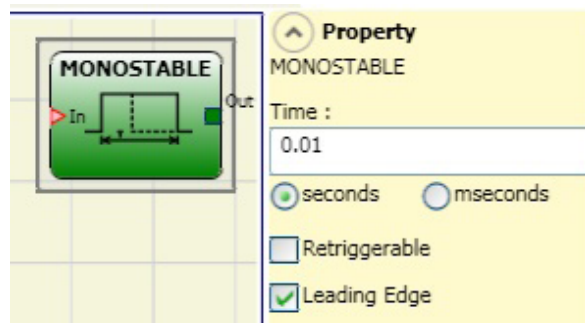 MONOSTABLE
In
T
Out
Property
MONOSTABLE
Time :
0.01
seconds
mseconds
Retriggerable
Leading Edge